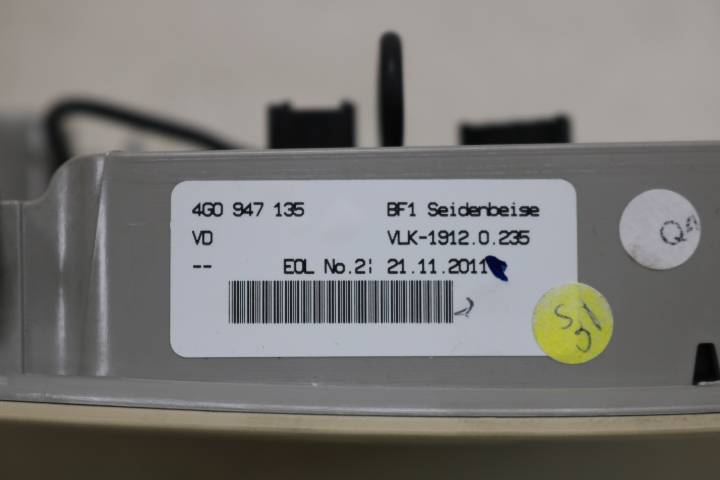 4G0 947 135 BF1 Seidenbeise
VD VLK-1912.0.235
-- EOL No.2: 21.11.2011